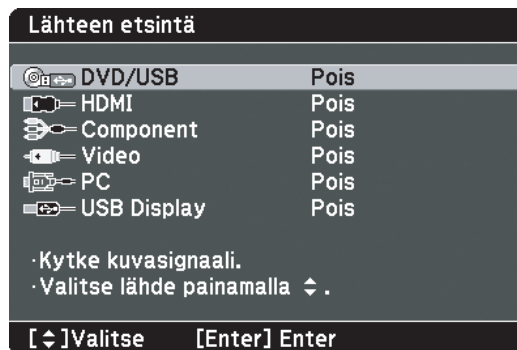 Lähteen etsintä
DVD/USB Pois
HDMI Pois
Component Pois
Video Pois
PC Pois
USB Display Pois
·Kytke kuvasignaali.
·Valitse lähde painamalla .
[ ]Valitse [Enter] Enter